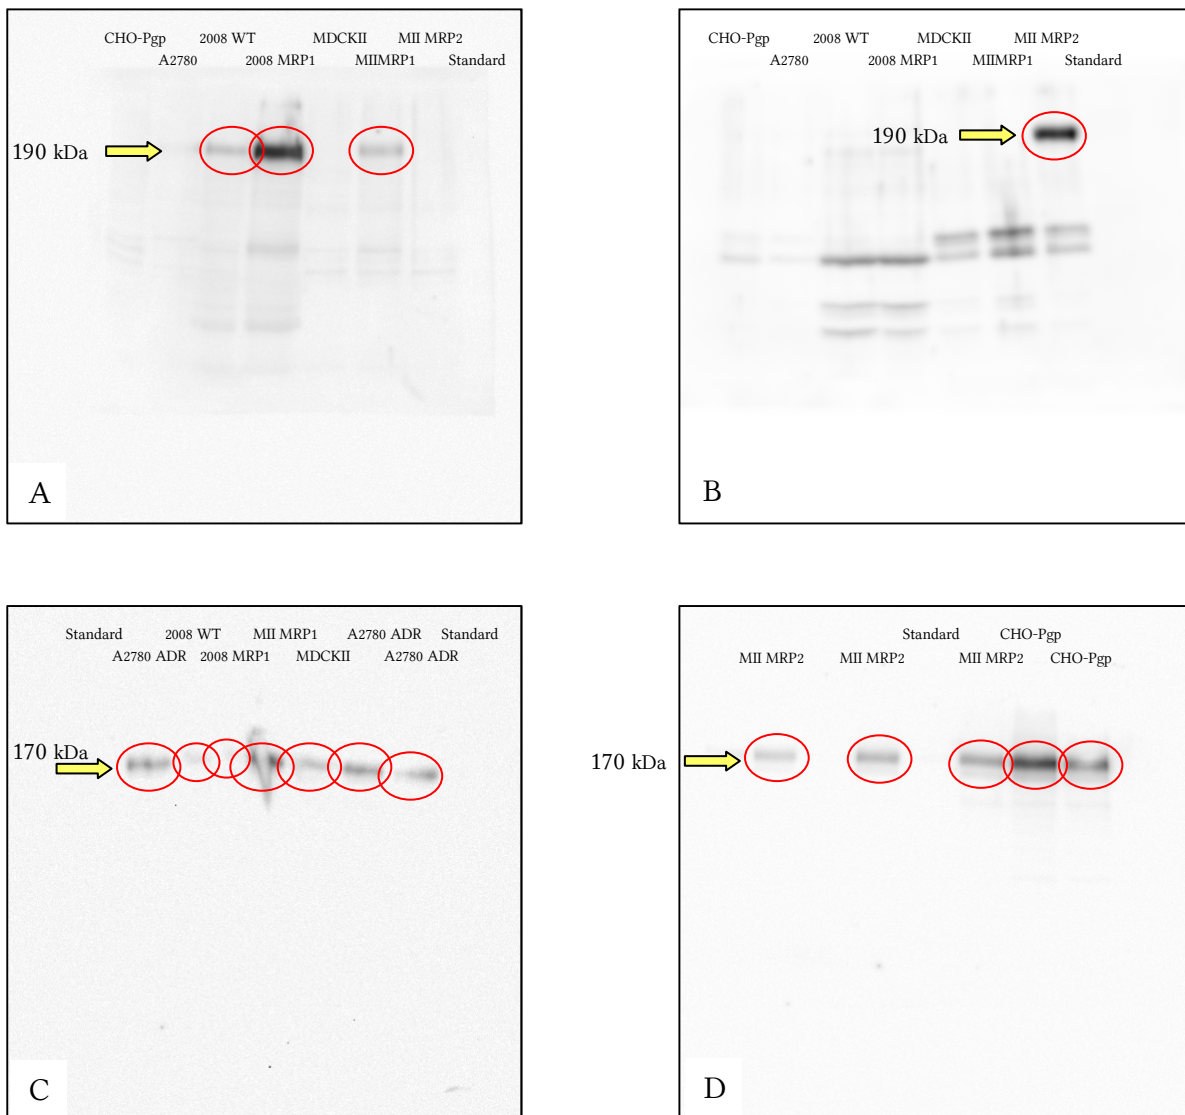 CHO-Pgp 2008 WT MDCKII MII MRP2
A2780 2008 MRP1 MIIMRP1 Standard
190 kDa
A
CHO-Pgp 2008 WT MDCKII MII MRP2
A2780 2008 MRP1 MIIMRP1 Standard
190 kDa
B
Standard 2008 WT MII MRP1 A2780 ADR Standard
A2780 ADR 2008 MRP1 MDCKII A2780 ADR
170 kDa
C
Standard CHO-Pgp
MII MRP2 MII MRP2 MII MRP2 CHO-Pgp
170 kDa
D